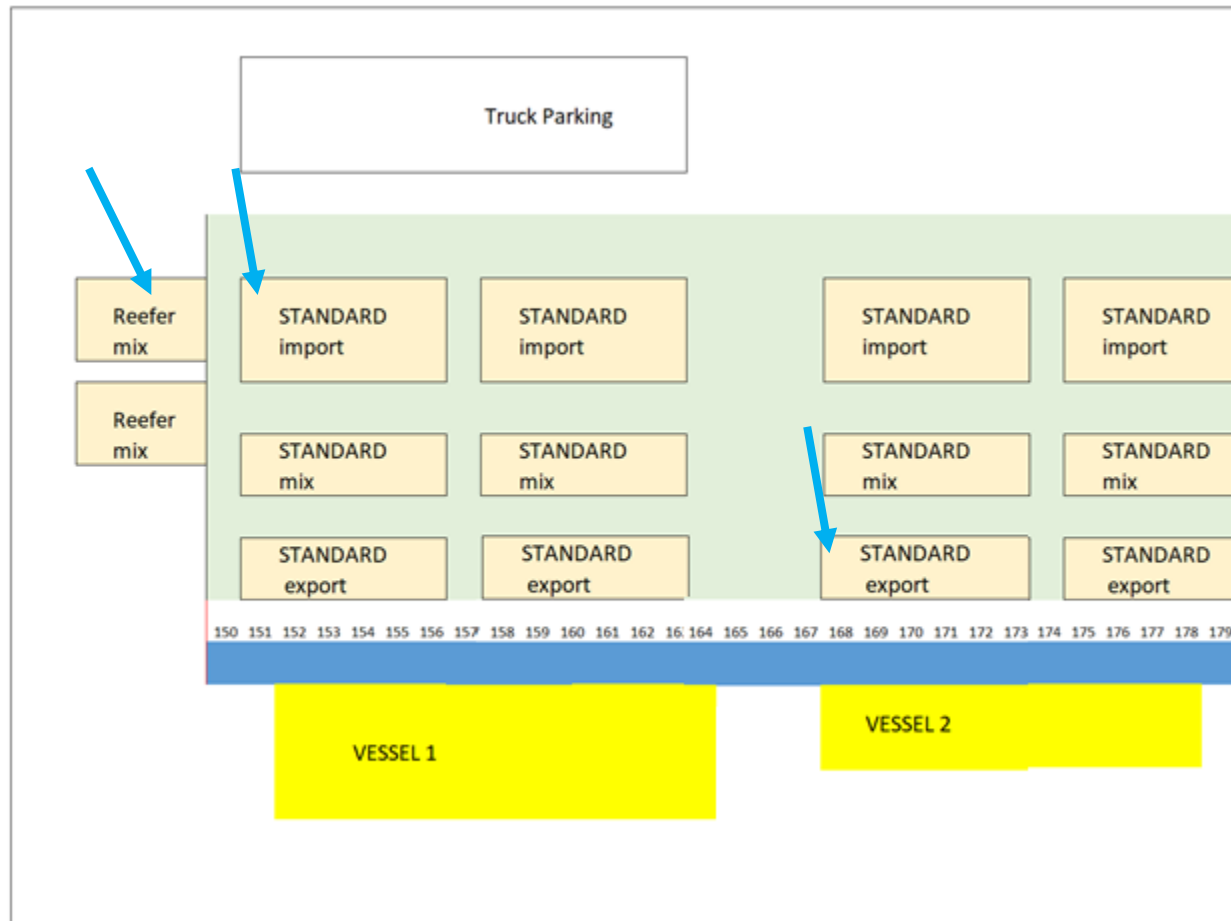 Truck Parking
Reefer
mix
STANDARD
import
STANDARD
import
STANDARD
import
STANDARD
import
Reefer
mix
STANDARD
mix
STANDARD
mix
STANDARD
mix
STANDARD
mix
STANDARD
export
STANDARD
export
STANDARD
export
STANDARD
export
150 151 152 153 154 155 156 157 158 159 160 161 162 164 165 166 167 168 169 170 171 172 173 174 175 176 177 178 179
VESSEL 1
VESSEL 2